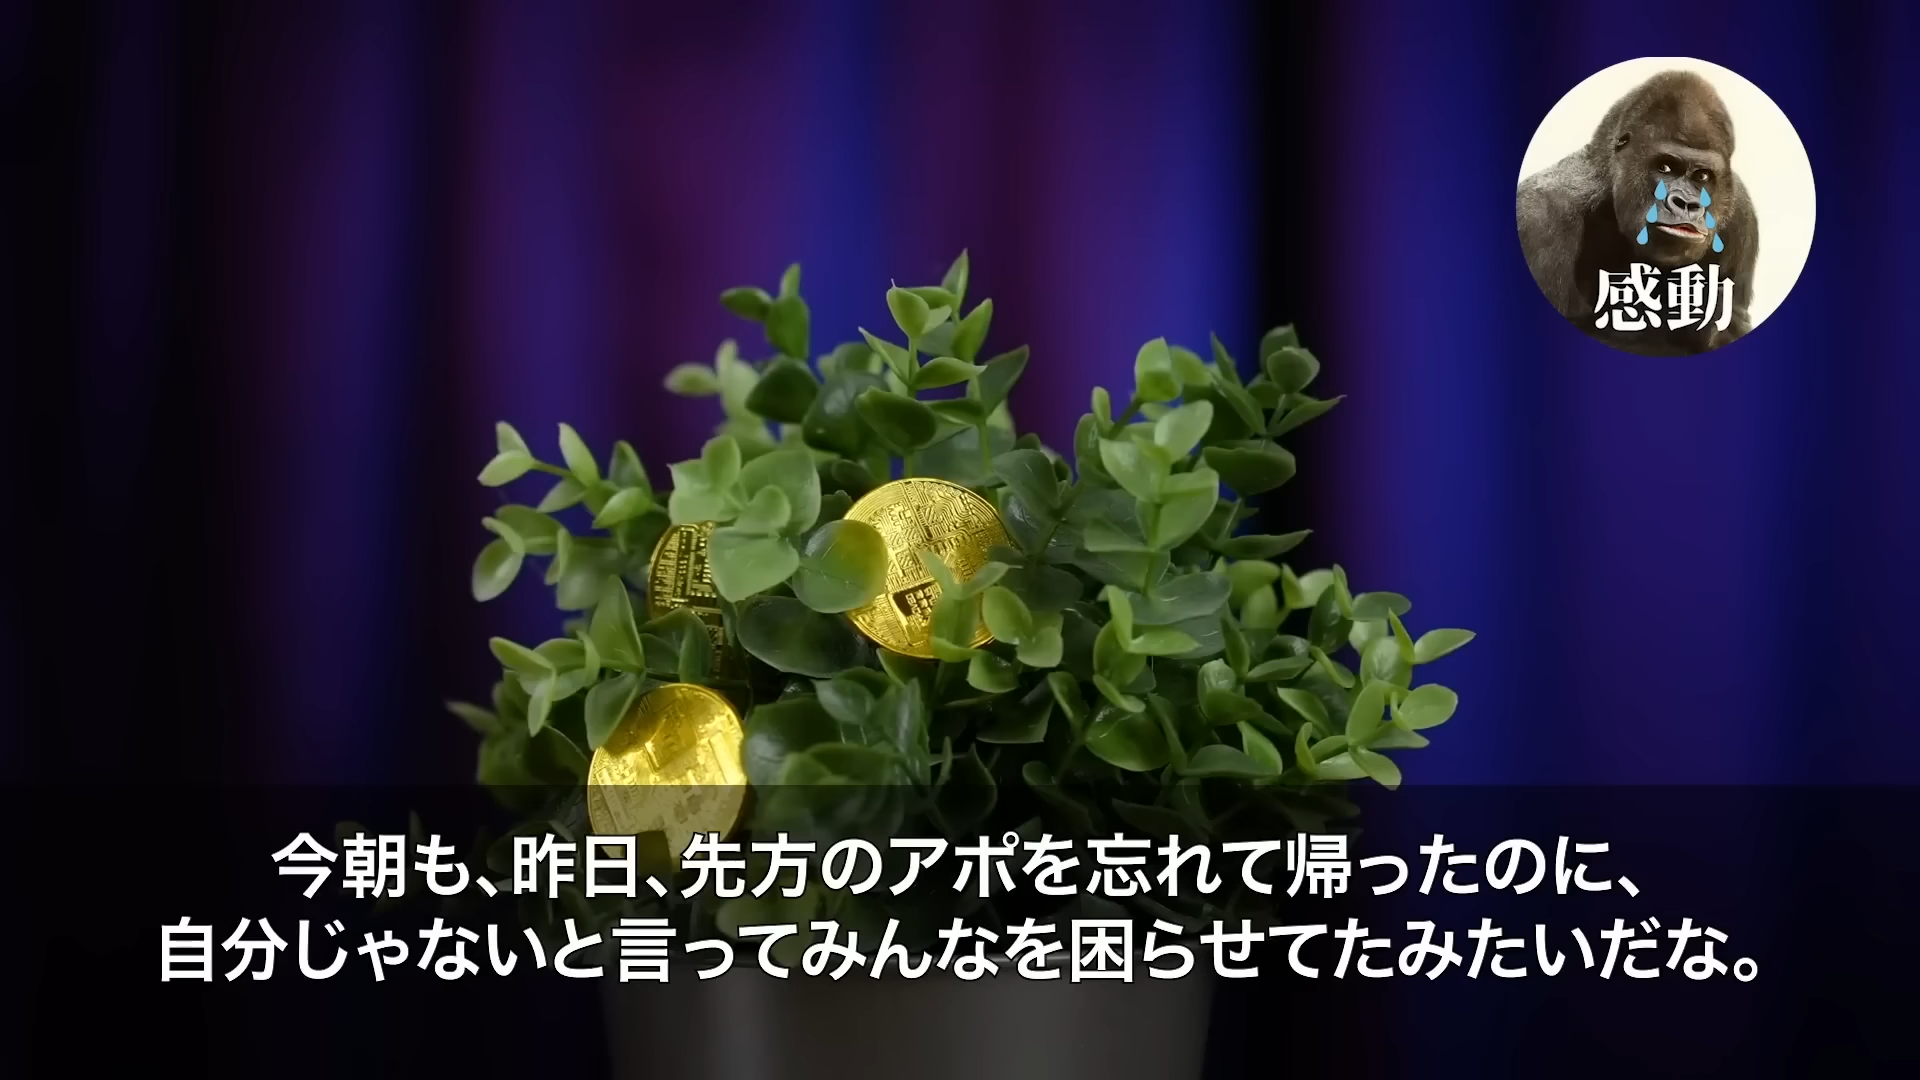 感動
今朝も、昨日、先方のアポを忘れて帰ったのに、
自分じゃないと言ってみんなを困らせてたみたいだな。